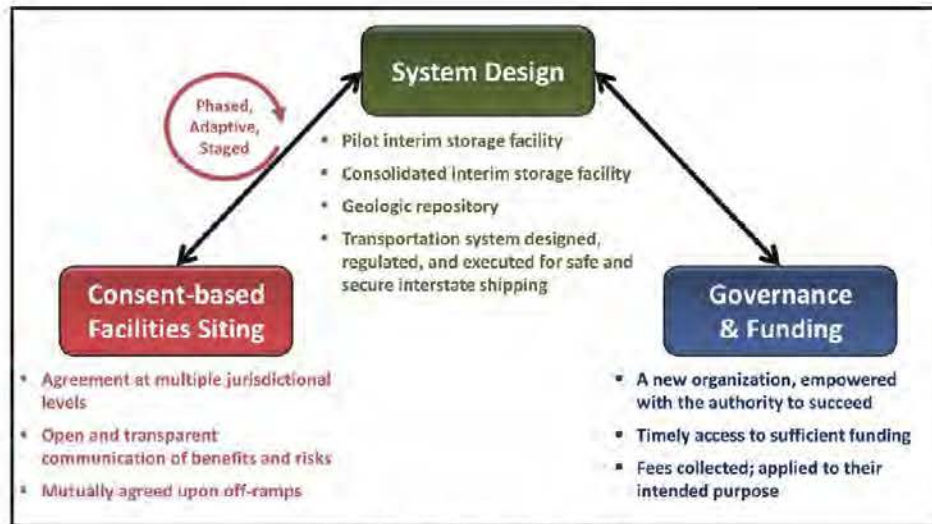 System Design
Phased,
Adaptive,
Staged
▪ Pilot interim storage facility
▪ Consolidated interim storage facility
▪ Geologic repository
▪ Transportation system designed,
regulated, and executed for safe and
secure interstate shipping
Consent-based
Facilities Siting
▪ Agreement at multiple jurisdictional
levels
▪ Open and transparent
communication of benefits and risks
▪ Mutually agreed upon off-ramps
Governance
& Funding
▪ A new organization, empowered
with the authority to succeed
▪ Timely access to sufficient funding
▪ Fees collected; applied to their
intended purpose